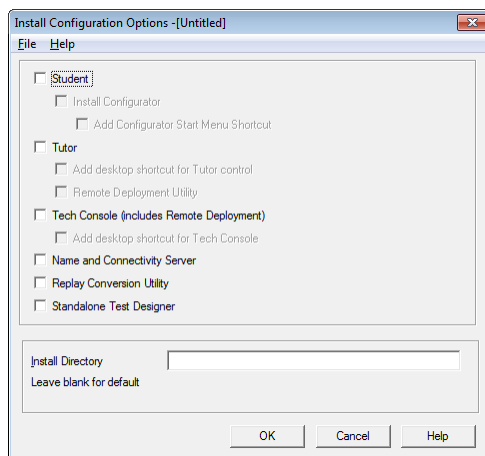 Install Configuration Options -[Untitled]
File Help
Student
Install Configurator
Add Configurator Start Menu Shortcut
Tutor
Add desktop shortcut for Tutor control
Remote Deployment Utility
Tech Console (includes Remote Deployment)
Add desktop shortcut for Tech Console
Name and Connectivity Server
Replay Conversion Utility
Standalone Test Designer
Install Directory
Leave blank for default
OK Cancel Help